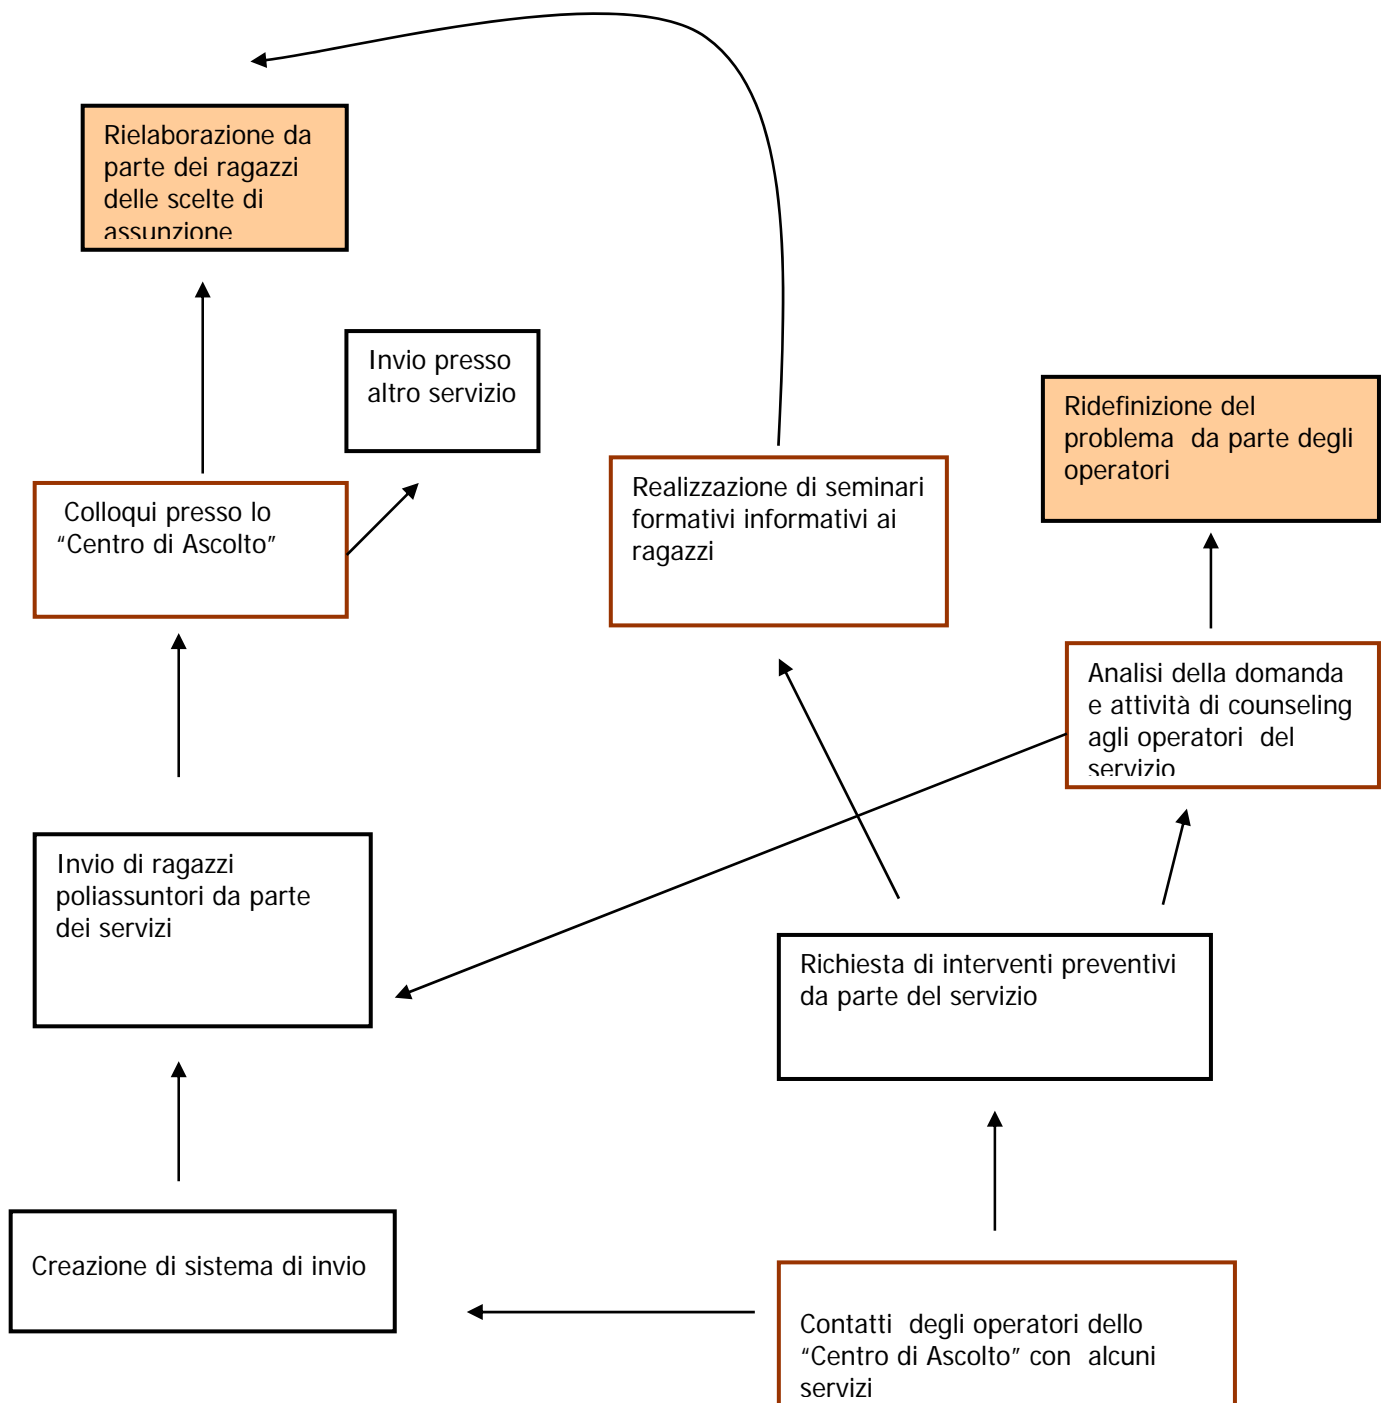 Rielaborazione da
parte dei ragazzi
delle scelte di
assunzione
Invio presso
altro servizio
Ridefinizione del
problema da parte degli
operatori
Colloqui presso lo
“Centro di Ascolto”
Realizzazione di seminari
formativi informativi ai
ragazzi
Analisi della domanda
e attività di counseling
agli operatori del
servizio
Invio di ragazzi
poliassuntori da parte
dei servizi
Richiesta di interventi preventivi
da parte del servizio
Creazione di sistema di invio
Contatti degli operatori dello
“Centro di Ascolto” con alcuni
servizi